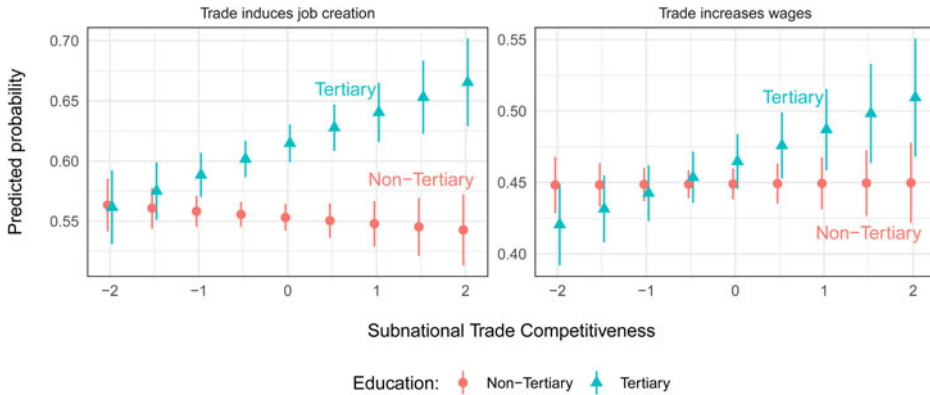 Trade induces job creation
Trade increases wages
Predicted probability
0.70
0.65
0.60
0.55
Tertiary
Non−Tertiary
−2 −1 0 1 2
0.55
0.50
0.45
0.40
Tertiary
Non−Tertiary
−2 −1 0 1 2
Subnational Trade Competitiveness
Education: Non−Tertiary Tertiary